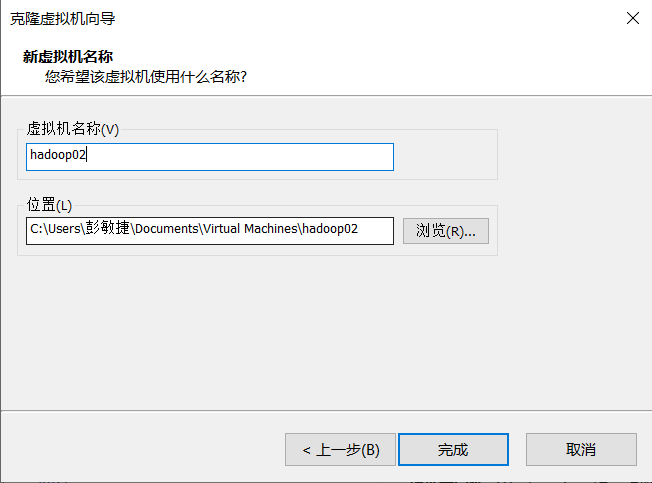 克隆虚拟机向导
新虚拟机名称
您希望该虚拟机使用什么名称?
虚拟机名称(V)
hadoop02
位置(L)
C:\Users\彭敏捷\Documents\Virtual Machines\hadoop02
浏览(R)...
< 上一步(B)
完成
取消